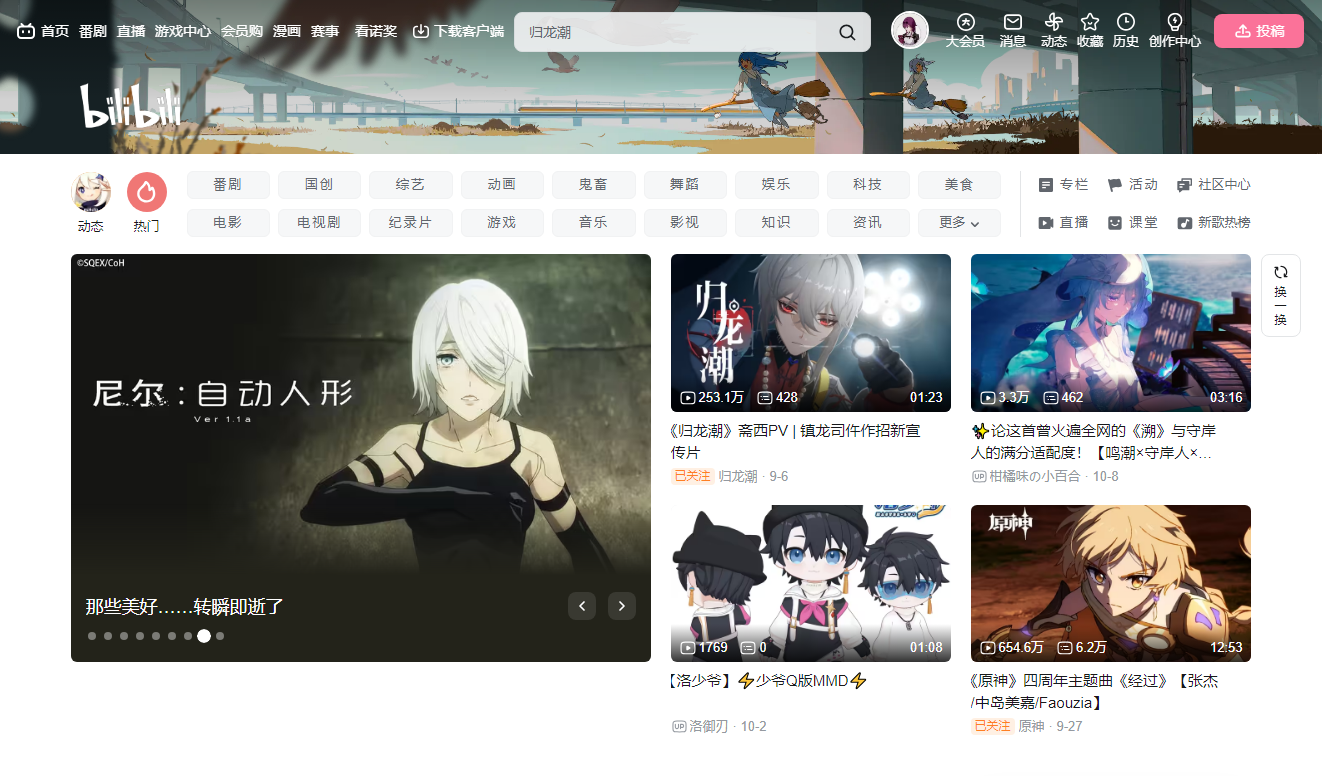 首页 番剧 直播 游戏中心 会员购 漫画 赛事 看诺奖 下载客户端 归龙潮 大会员 消息 动态 收藏 历史 创作中心 投稿
bilibili
动态 热门
番剧 国创 综艺 动画 鬼畜 舞蹈 娱乐 科技 美食 专栏 活动 社区中心
电影 电视剧 纪录片 游戏 音乐 影视 知识 资讯 更多 直播 课堂 新歌热榜
©SQEX/CoH
尼尔:自动人形
Ver 1.1a
那些美好……转瞬即逝了
归龙潮
253.1万 428 01:23
《归龙潮》斋西PV | 镇龙司仵作招新宣
传片
已关注 归龙潮 · 9-6
3.3万 462 03:16
✨论这首曾火遍全网的《溯》与守岸
人的满分适配度！【鸣潮×守岸人×…
UP 柑橘味の小百合 · 10-8
换
一
换
1769 0 01:08
【洛少爷】⚡少爷Q版MMD⚡
UP 洛御刃 · 10-2
原神
654.6万 6.2万 12:53
《原神》四周年主题曲《经过》【张杰
/中岛美嘉/Faouzia】
已关注 原神 · 9-27